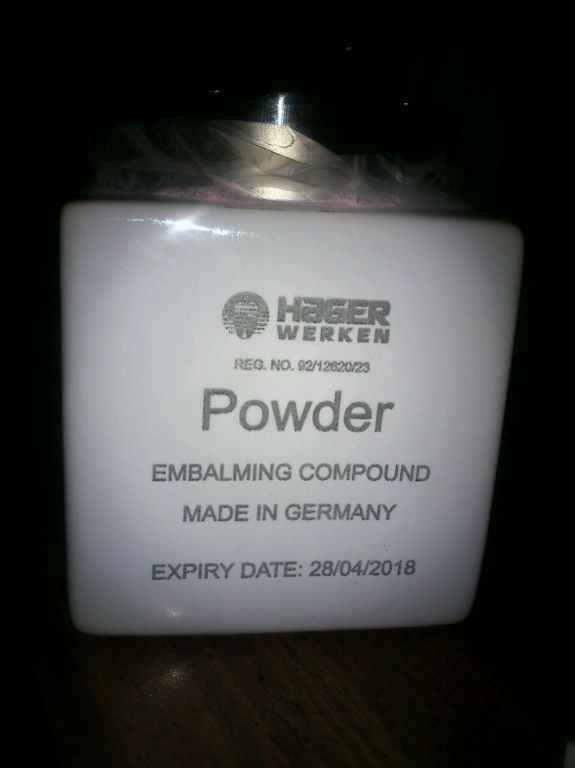 HAGER
WERKEN
REG. NO. 92/12620/23
Powder
EMBALMING COMPOUND
MADE IN GERMANY
EXPIRY DATE: 28/04/2018